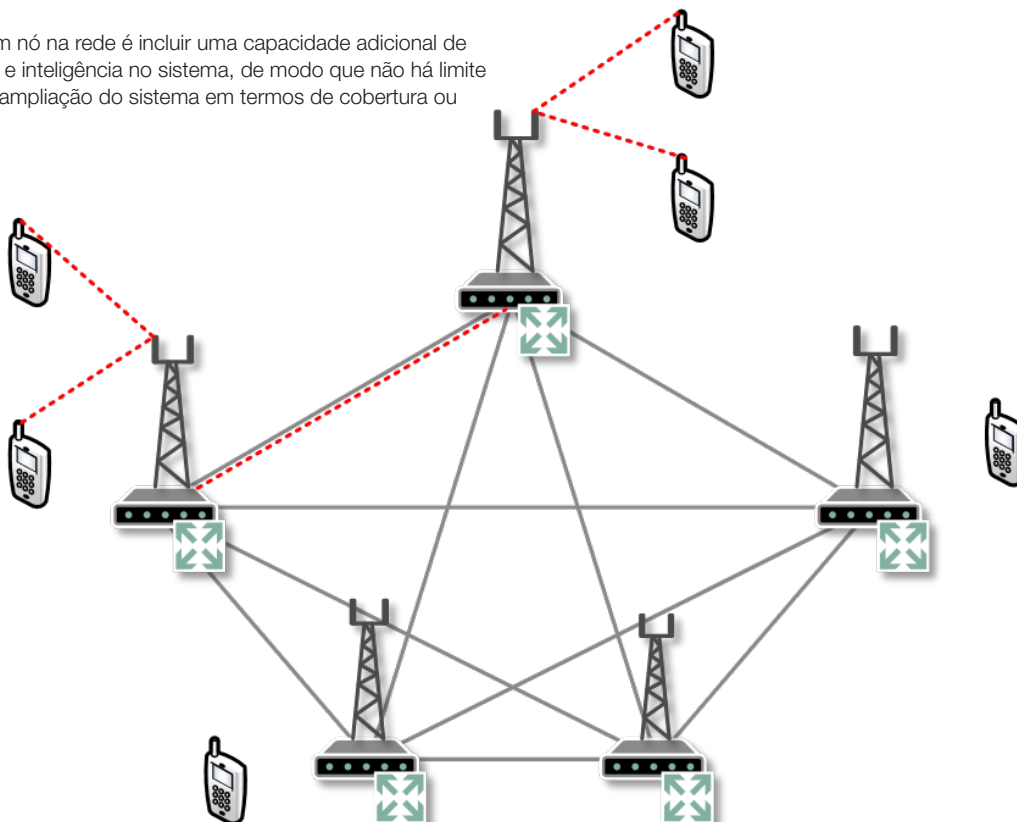 m nó na rede é incluir uma capacidade adicional de
e inteligência no sistema, de modo que não há limite
ampliação do sistema em termos de cobertura ou